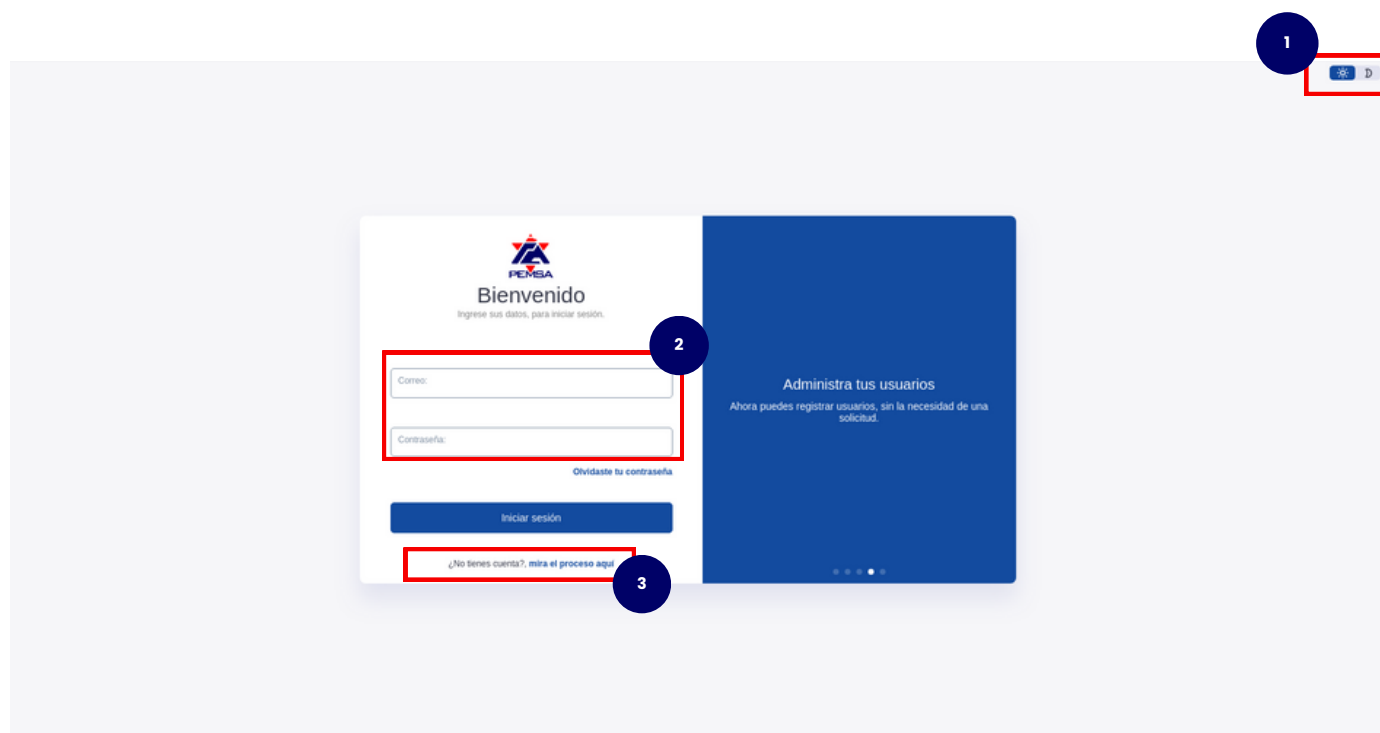 1
PEMSA
Bienvenido
Ingrese sus datos, para iniciar sesión.
2
Correo:
Contraseña:
Olvidaste tu contraseña
Iniciar sesión
¿No tienes cuenta?, mira el proceso aquí
3
Administra tus usuarios
Ahora puedes registrar usuarios, sin la necesidad de una
solicitud.